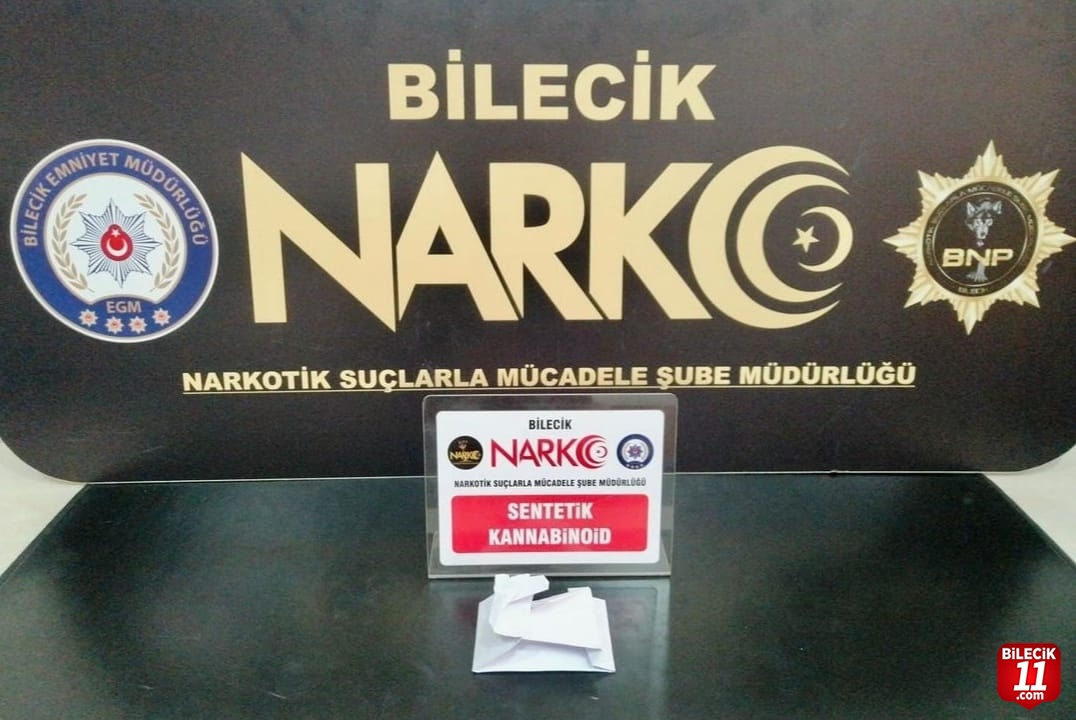 BİLECİK
NARKO
BİLECİK EMNİYET MÜDÜRLÜĞÜ
EGM
BNP
NARKOTİK SUÇLARLA MÜCADELE ŞUBE MÜDÜRLÜĞÜ
BİLECİK
NARKO
NARKO
NARKOTİK SUÇLARLA MÜCADELE ŞUBE MÜDÜRLÜĞÜ
SENTETİK
KANNABİNOİD
BİLECİK
11
.com